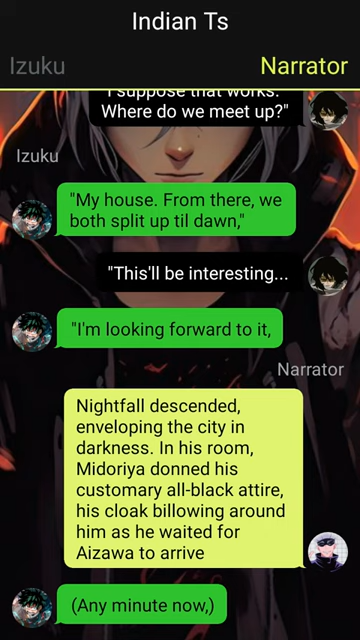 Indian Ts
Izuku
Narrator
"I suppose that works.
Where do we meet up?"
Izuku
"My house. From there, we
both split up til dawn,"
"This'll be interesting...
"I'm looking forward to it,
Narrator
Nightfall descended,
enveloping the city in
darkness. In his room,
Midoriya donned his
customary all-black attire,
his cloak billowing around
him as he waited for
Aizawa to arrive
(Any minute now,)